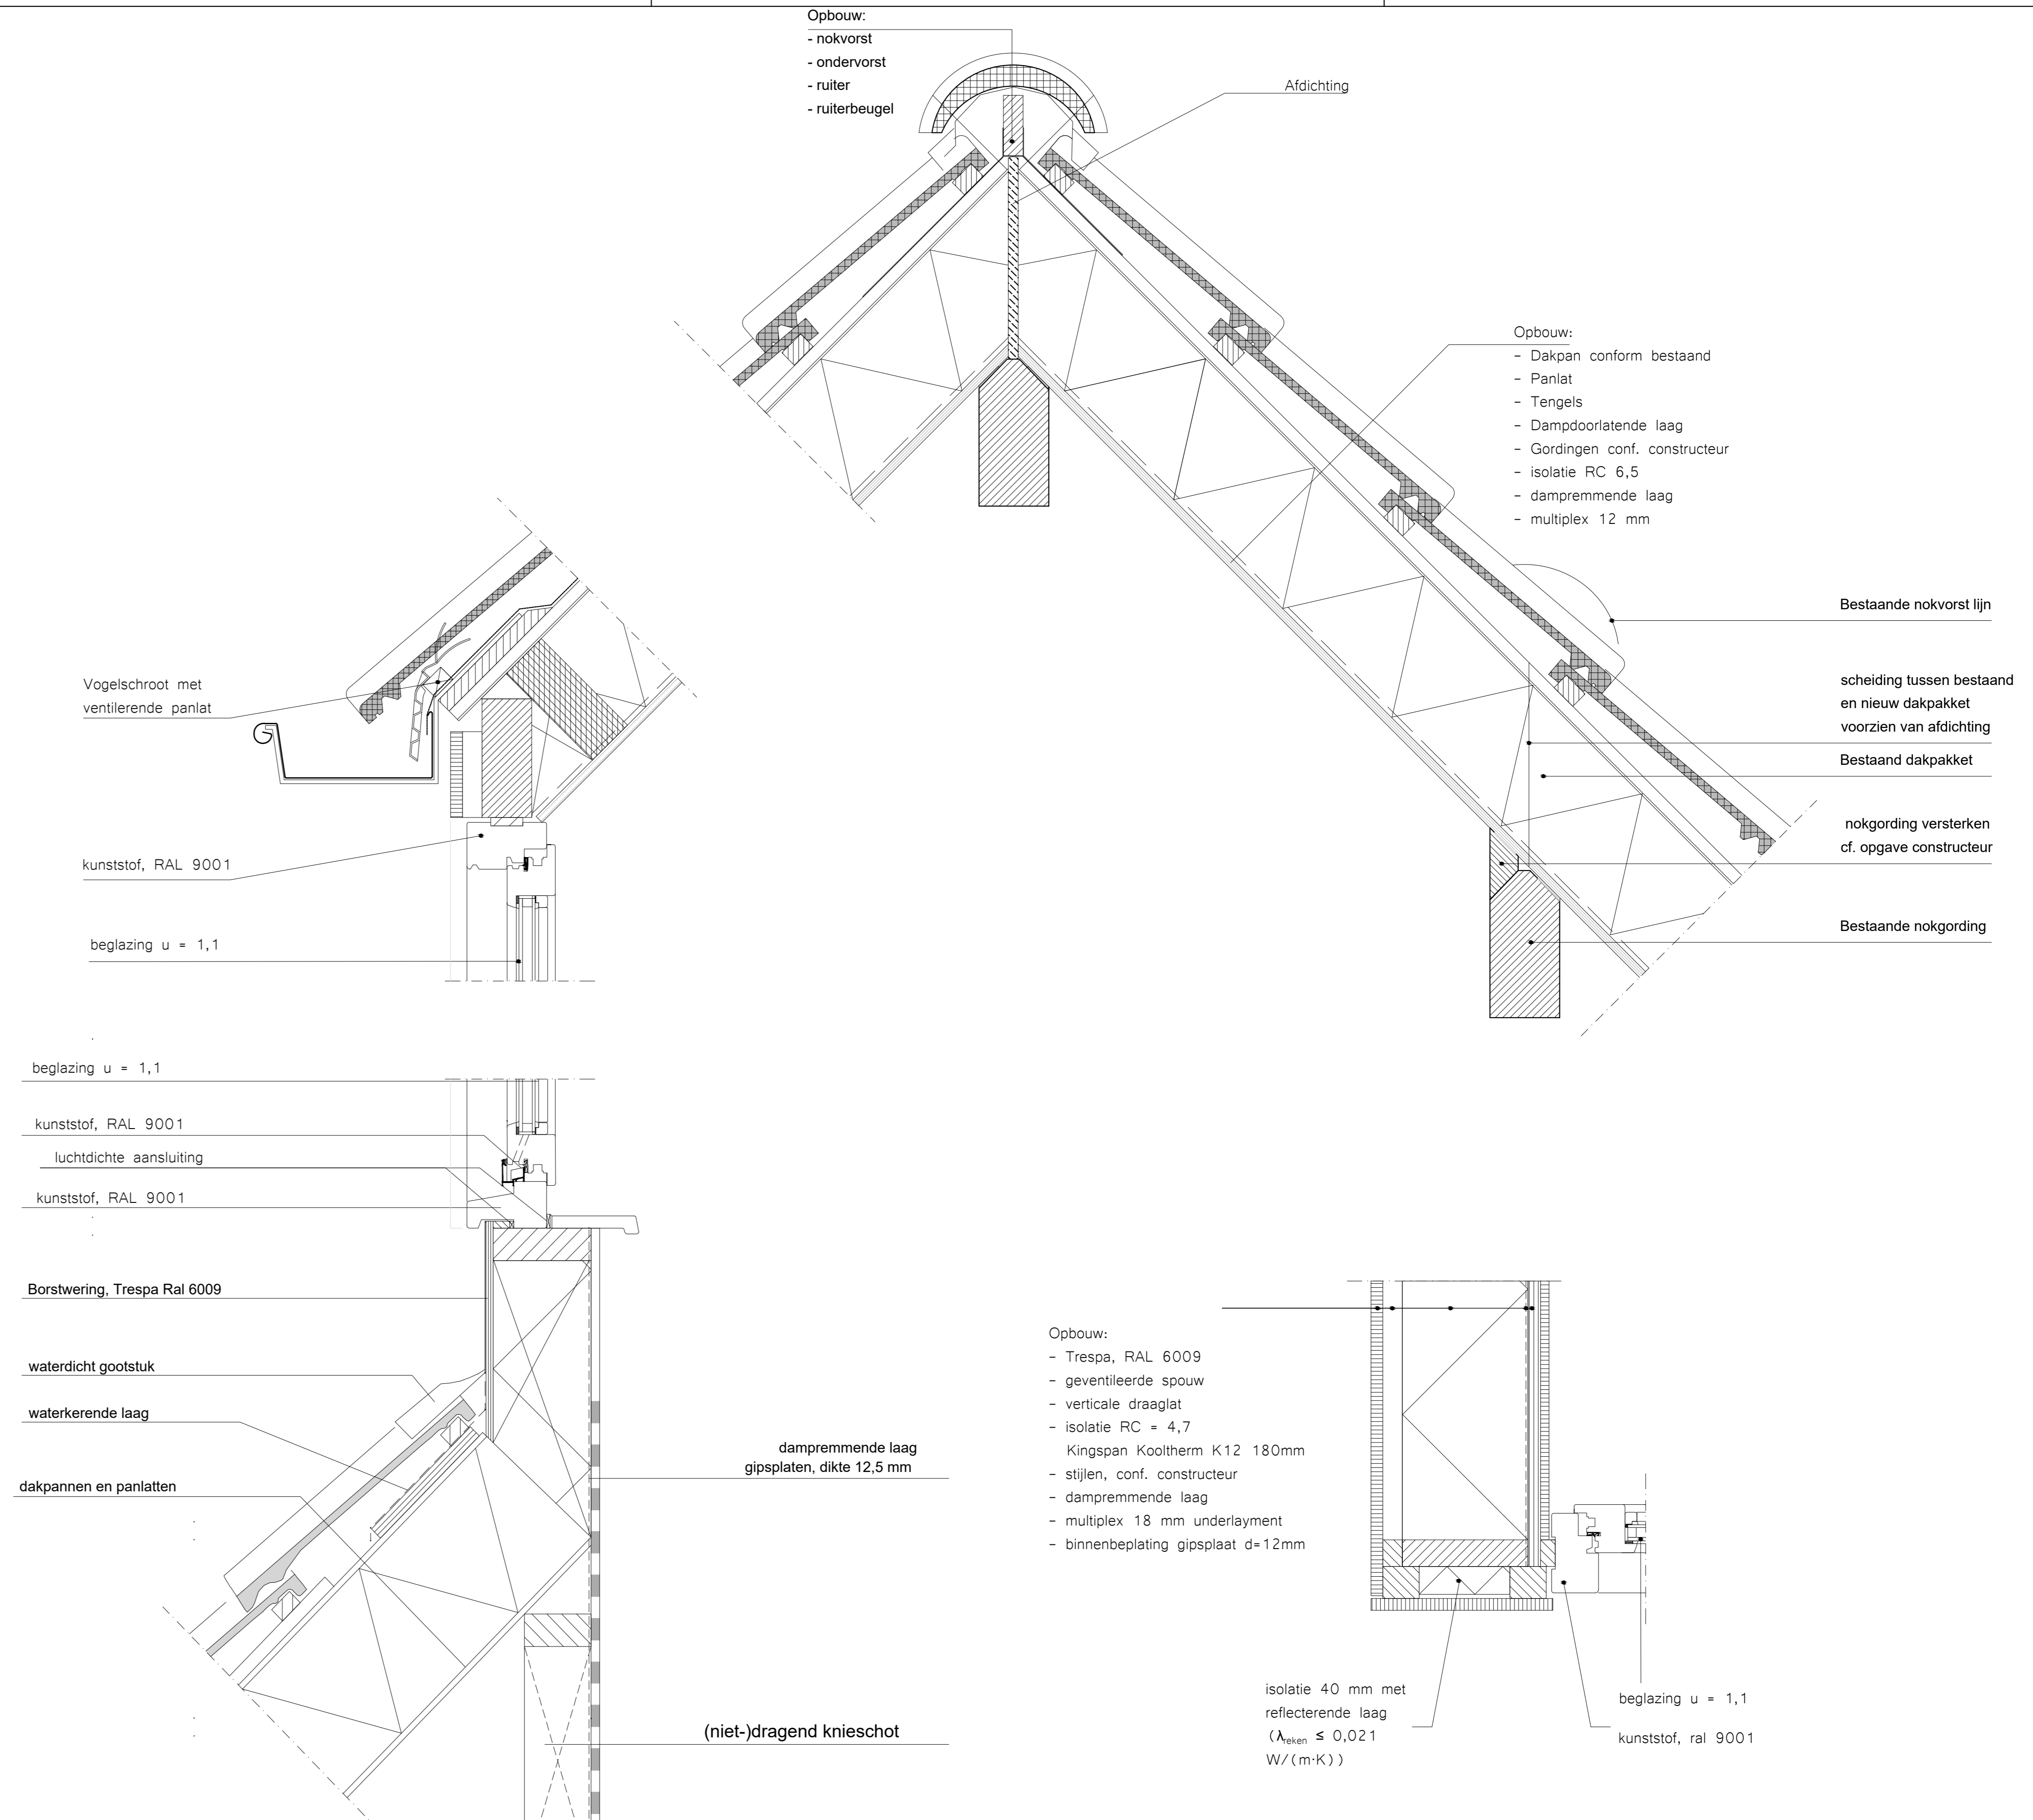 Opbouw:
- nokvorst
- ondervorst
- ruiter
- ruiterbeugel
Afdichting
Opbouw:
- Dakpan conform bestaand
- Panlat
- Tengels
- Dampdoorlatende laag
- Gordingen conf. constructeur
- isolatie RC 6,5
- dampremmende laag
- multiplex 12 mm
Bestaande nokvorst lijn
scheiding tussen bestaand
en nieuw dakpakket
voorzien van afdichting
Bestaand dakpakket
nokgording versterken
cf. opgave constructeur
Bestaande nokgording
Vogelschroot met
ventilerende panlat
kunststof, RAL 9001
beglazing u = 1,1
beglazing u = 1,1
kunststof, RAL 9001
luchtdichte aansluiting
kunststof, RAL 9001
Borstwering, Trespa Ral 6009
waterdicht gootstuk
waterkerende laag
dakpannen en panlatten
dampremmende laag
gipsplaten, dikte 12,5 mm
(niet-)dragend knieschot
Opbouw:
- Trespa, RAL 6009
- geventileerde spouw
- verticale draaglat
- isolatie RC = 4,7
Kingspan Kooltherm K12 180mm
- stijlen, conf. constructeur
- dampremmende laag
- multiplex 18 mm underlayment
- binnenbeplating gipsplaat d=12mm
isolatie 40 mm met
reflecterende laag
(λreken ≤ 0,021
W/(m·K))
beglazing u = 1,1
kunststof, ral 9001